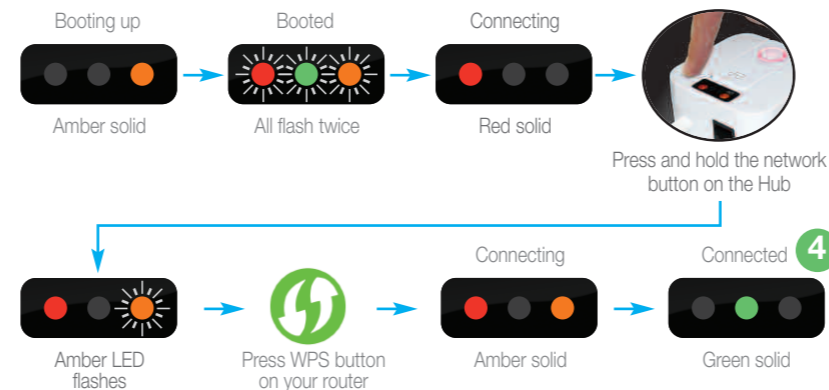 Booting up
Booted
Connecting
Amber solid
All flash twice
Red solid
Press and hold the network
button on the Hub
Connecting
Connected
4
Amber LED
flashes
Press WPS button
on your router
Amber solid
Green solid